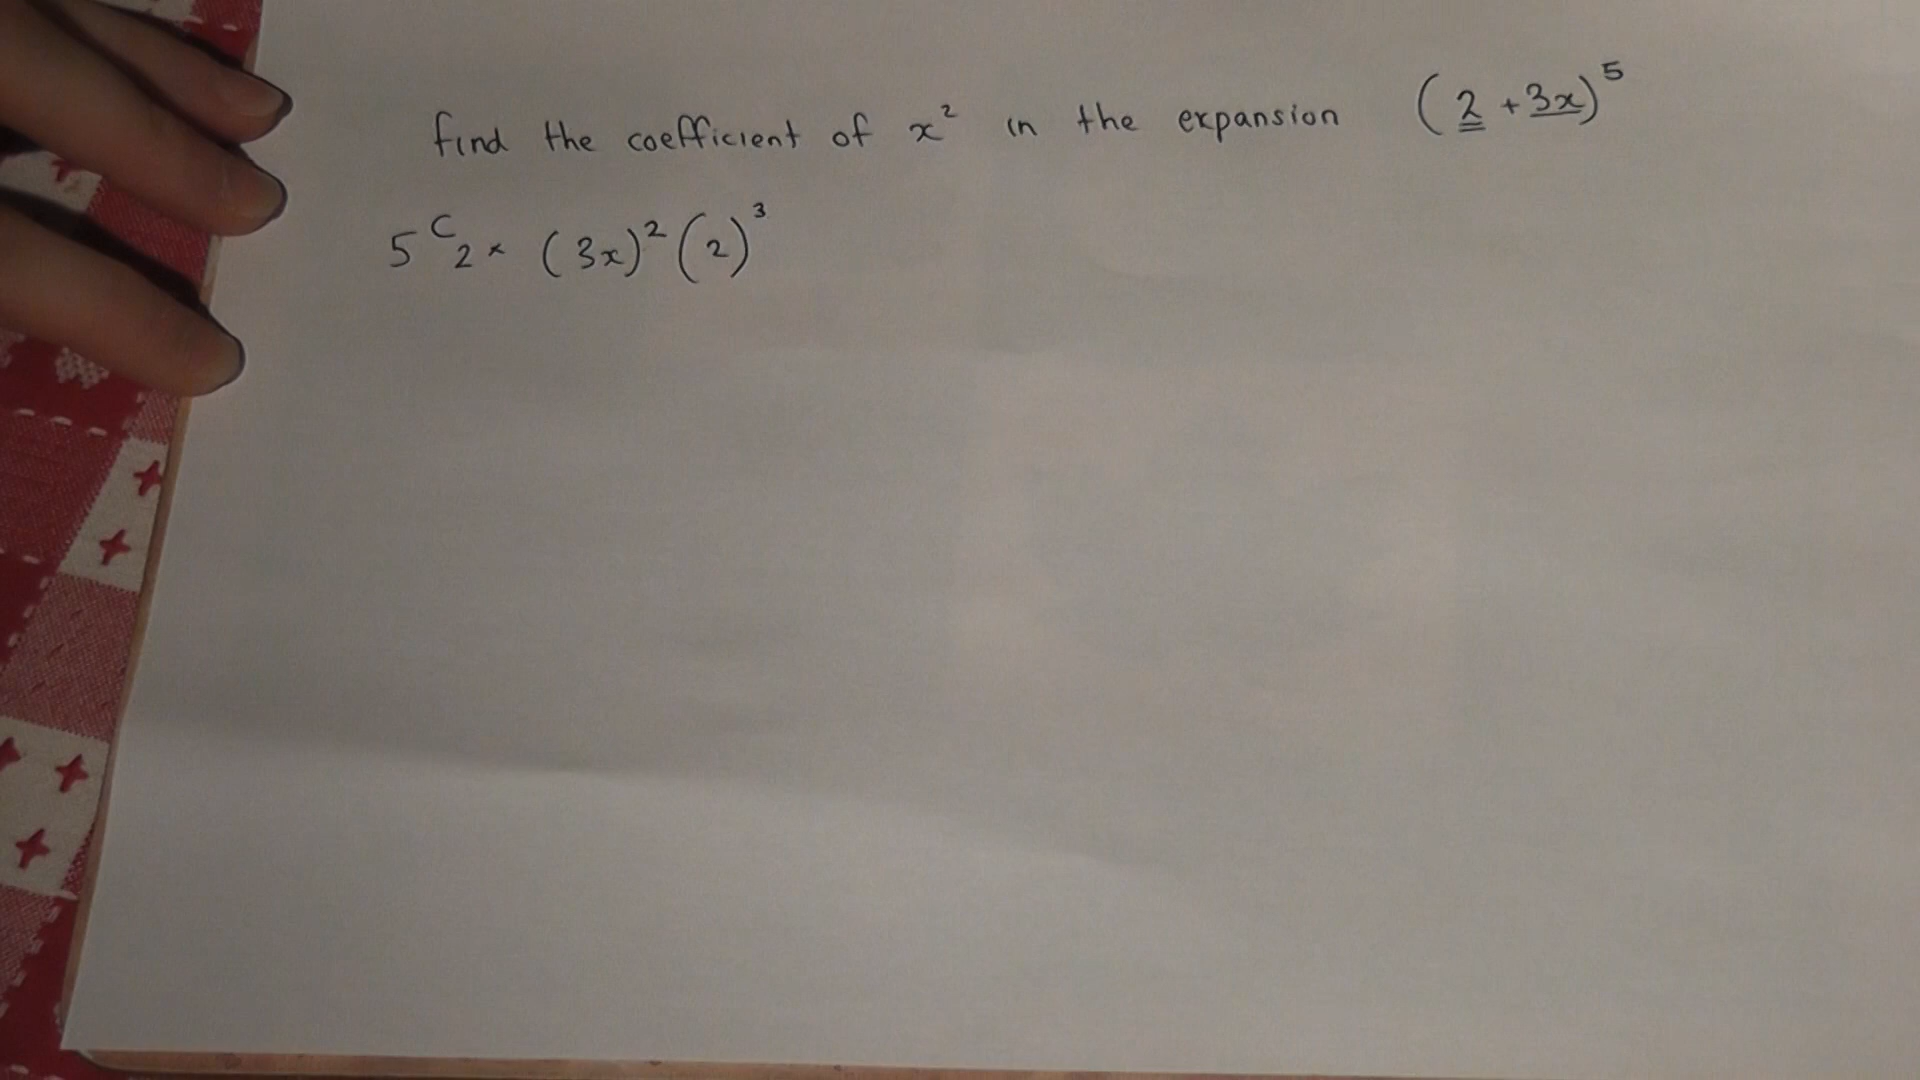 find the coefficient of x² in the expansion (2 + 3x)⁵
5ᶜ₂ × (3x)² (2)³